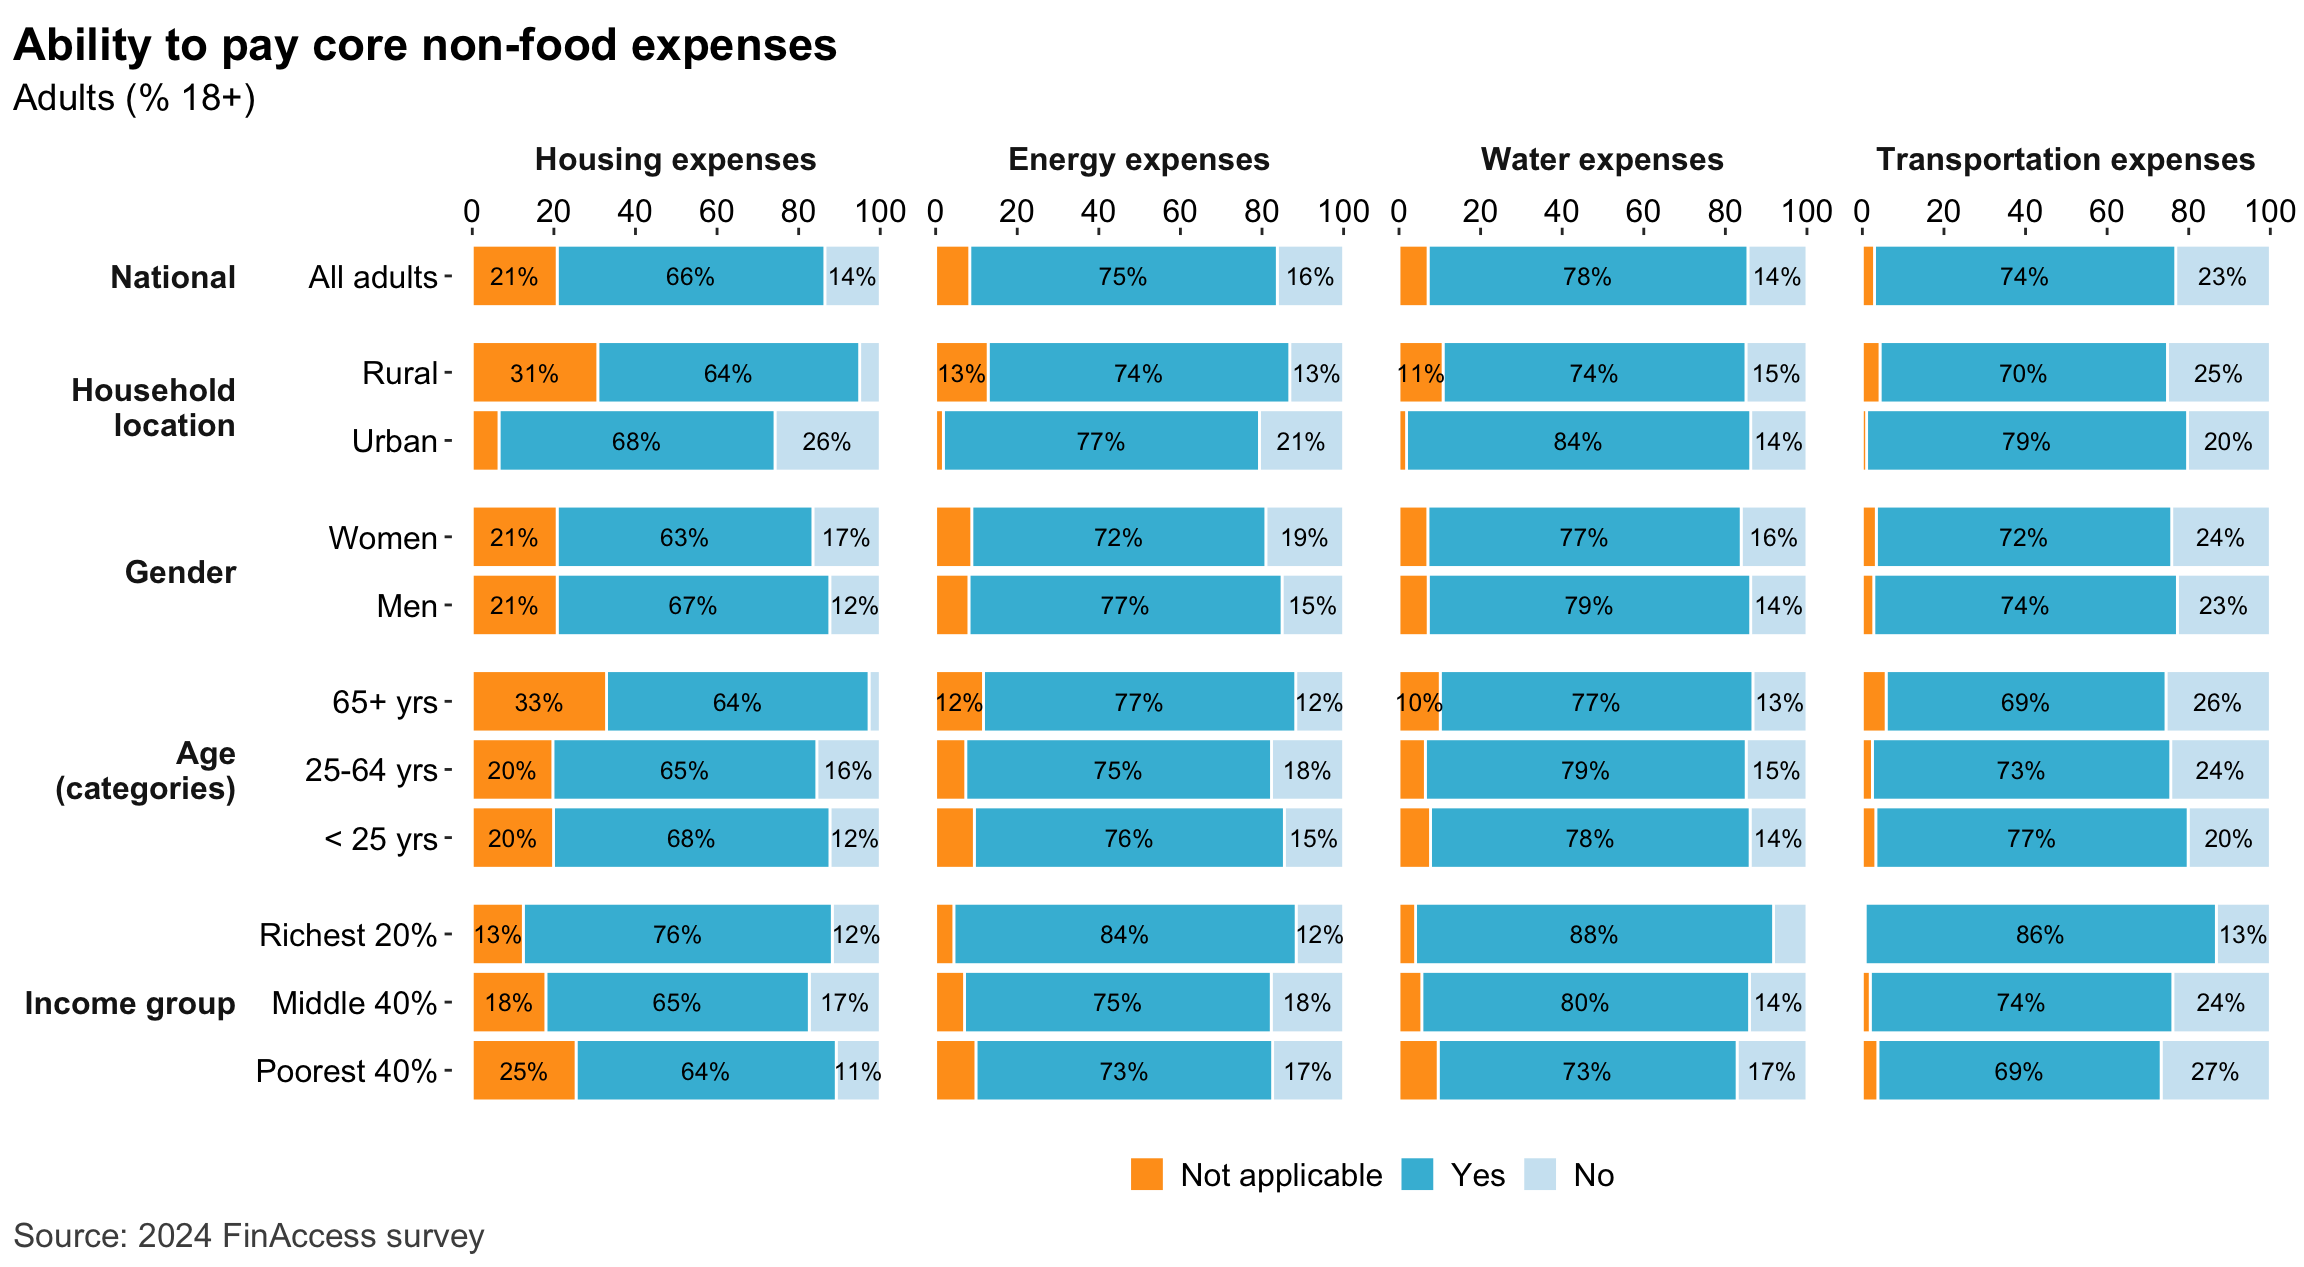 Ability to pay core non-food expenses
Adults (% 18+)
Housing expenses Energy expenses Water expenses Transportation expenses
0 20 40 60 80 100 0 20 40 60 80 100 0 20 40 60 80 100 0 20 40 60 80 100
National All adults 21% 66% 14% 75% 16% 78% 14% 74% 23%
Household
location
Rural 31% 64% 13% 74% 13% 11% 74% 15% 70% 25%
Urban 68% 26% 77% 21% 84% 14% 79% 20%
Gender
Women 21% 63% 17% 72% 19% 77% 16% 72% 24%
Men 21% 67% 12% 77% 15% 79% 14% 74% 23%
Age
(categories)
65+ yrs 33% 64% 12% 77% 12% 10% 77% 13% 69% 26%
25-64 yrs 20% 65% 16% 75% 18% 79% 15% 73% 24%
< 25 yrs 20% 68% 12% 76% 15% 78% 14% 77% 20%
Income group
Richest 20% 13% 76% 12% 84% 12% 88% 86% 13%
Middle 40% 18% 65% 17% 75% 18% 80% 14% 74% 24%
Poorest 40% 25% 64% 11% 73% 17% 73% 17% 69% 27%
Not applicable Yes No
Source: 2024 FinAccess survey